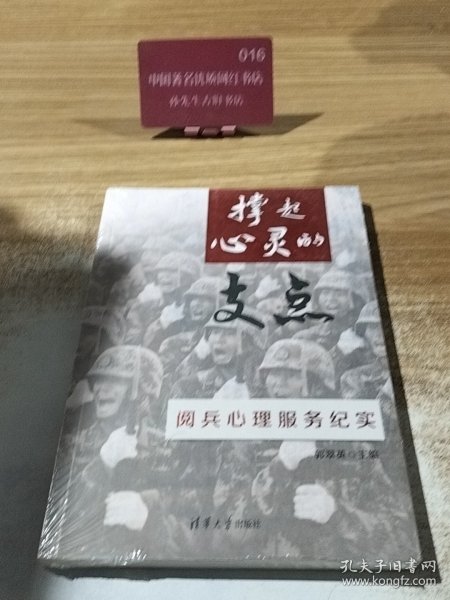 016
中国著名优质网红书店
孙先生古旧书店
撑起
心灵的
支点
阅兵心理服务纪实
郭翠英◎主编
清华大学出版社
孔夫子旧书网
www.kongfz.com